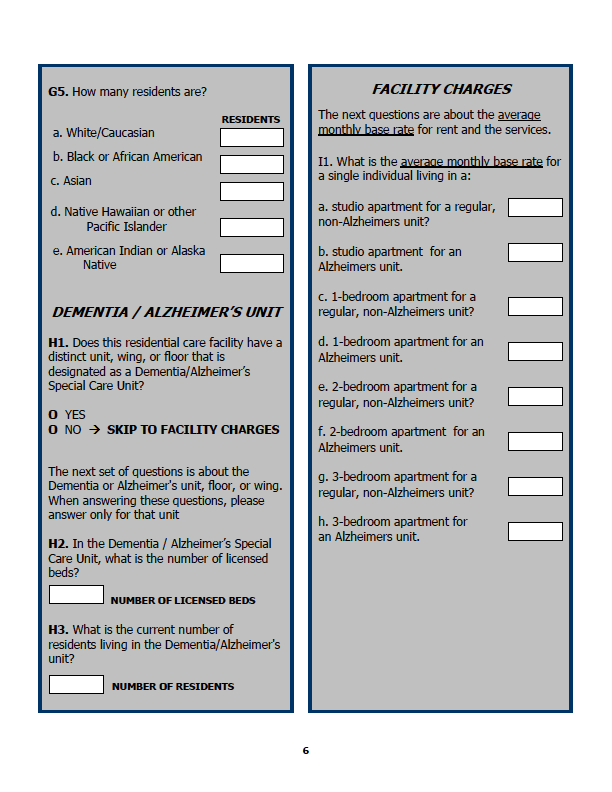 G5. How many residents are?
RESIDENTS
a. White/Caucasian
b. Black or African American
c. Asian
d. Native Hawaiian or other
Pacific Islander
e. American Indian or Alaska
Native
DEMENTIA / ALZHEIMER'S UNIT
H1. Does this residential care facility have a
distinct unit, wing, or floor that is
designated as a Dementia/Alzheimer's
Special Care Unit?
O YES
O NO → SKIP TO FACILITY CHARGES
The next set of questions is about the
Dementia or Alzheimer's unit, floor, or wing.
When answering these questions, please
answer only for that unit
H2. In the Dementia / Alzheimer's Special
Care Unit, what is the number of licensed
beds?
NUMBER OF LICENSED BEDS
H3. What is the current number of
residents living in the Dementia/Alzheimer's
unit?
NUMBER OF RESIDENTS
FACILITY CHARGES
The next questions are about the average
monthly base rate for rent and the services.
I1. What is the average monthly base rate for
a single individual living in a:
a. studio apartment for a regular,
non-Alzheimers unit?
b. studio apartment for an
Alzheimers unit.
c. 1-bedroom apartment for a
regular, non-Alzheimers unit?
d. 1-bedroom apartment for an
Alzheimers unit.
e. 2-bedroom apartment for a
regular, non-Alzheimers unit?
f. 2-bedroom apartment for an
Alzheimers unit.
g. 3-bedroom apartment for a
regular, non-Alzheimers unit?
h. 3-bedroom apartment for
an Alzheimers unit.
6